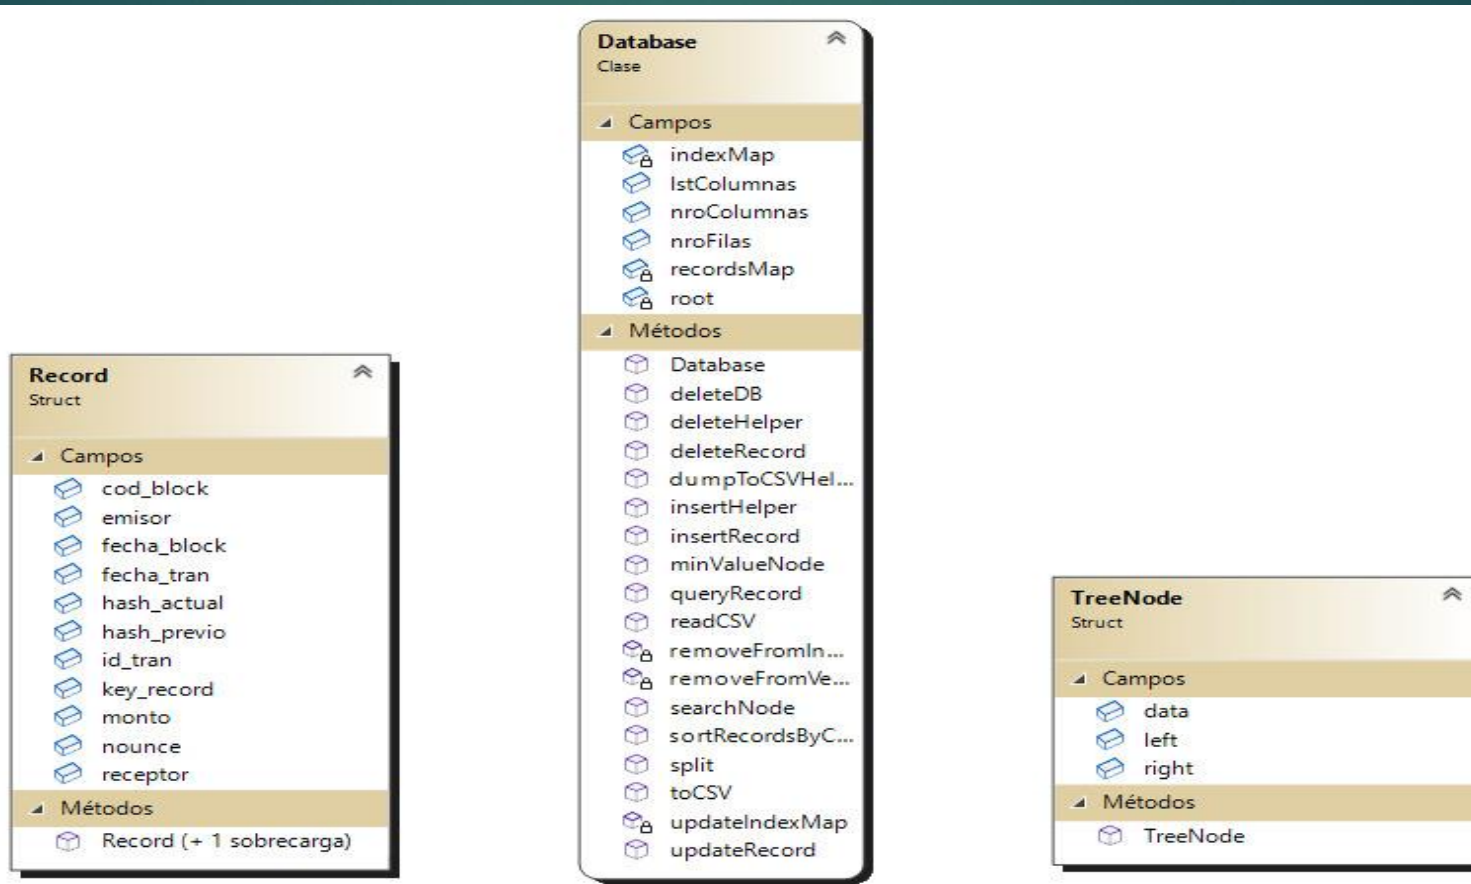 Record
Struct
Campos
cod_block
emisor
fecha_block
fecha_tran
hash_actual
hash_previo
id_tran
key_record
monto
nounce
receptor
Métodos
Record (+ 1 sobrecarga)
Database
Clase
Campos
indexMap
lstColumnas
nroColumnas
nroFilas
recordsMap
root
Métodos
Database
deleteDB
deleteHelper
deleteRecord
dumpToCSVHel...
insertHelper
insertRecord
minValueNode
queryRecord
readCSV
removeFromIn...
removeFromVe...
searchNode
sortRecordsByC...
split
toCSV
updateIndexMap
updateRecord
TreeNode
Struct
Campos
data
left
right
Métodos
TreeNode